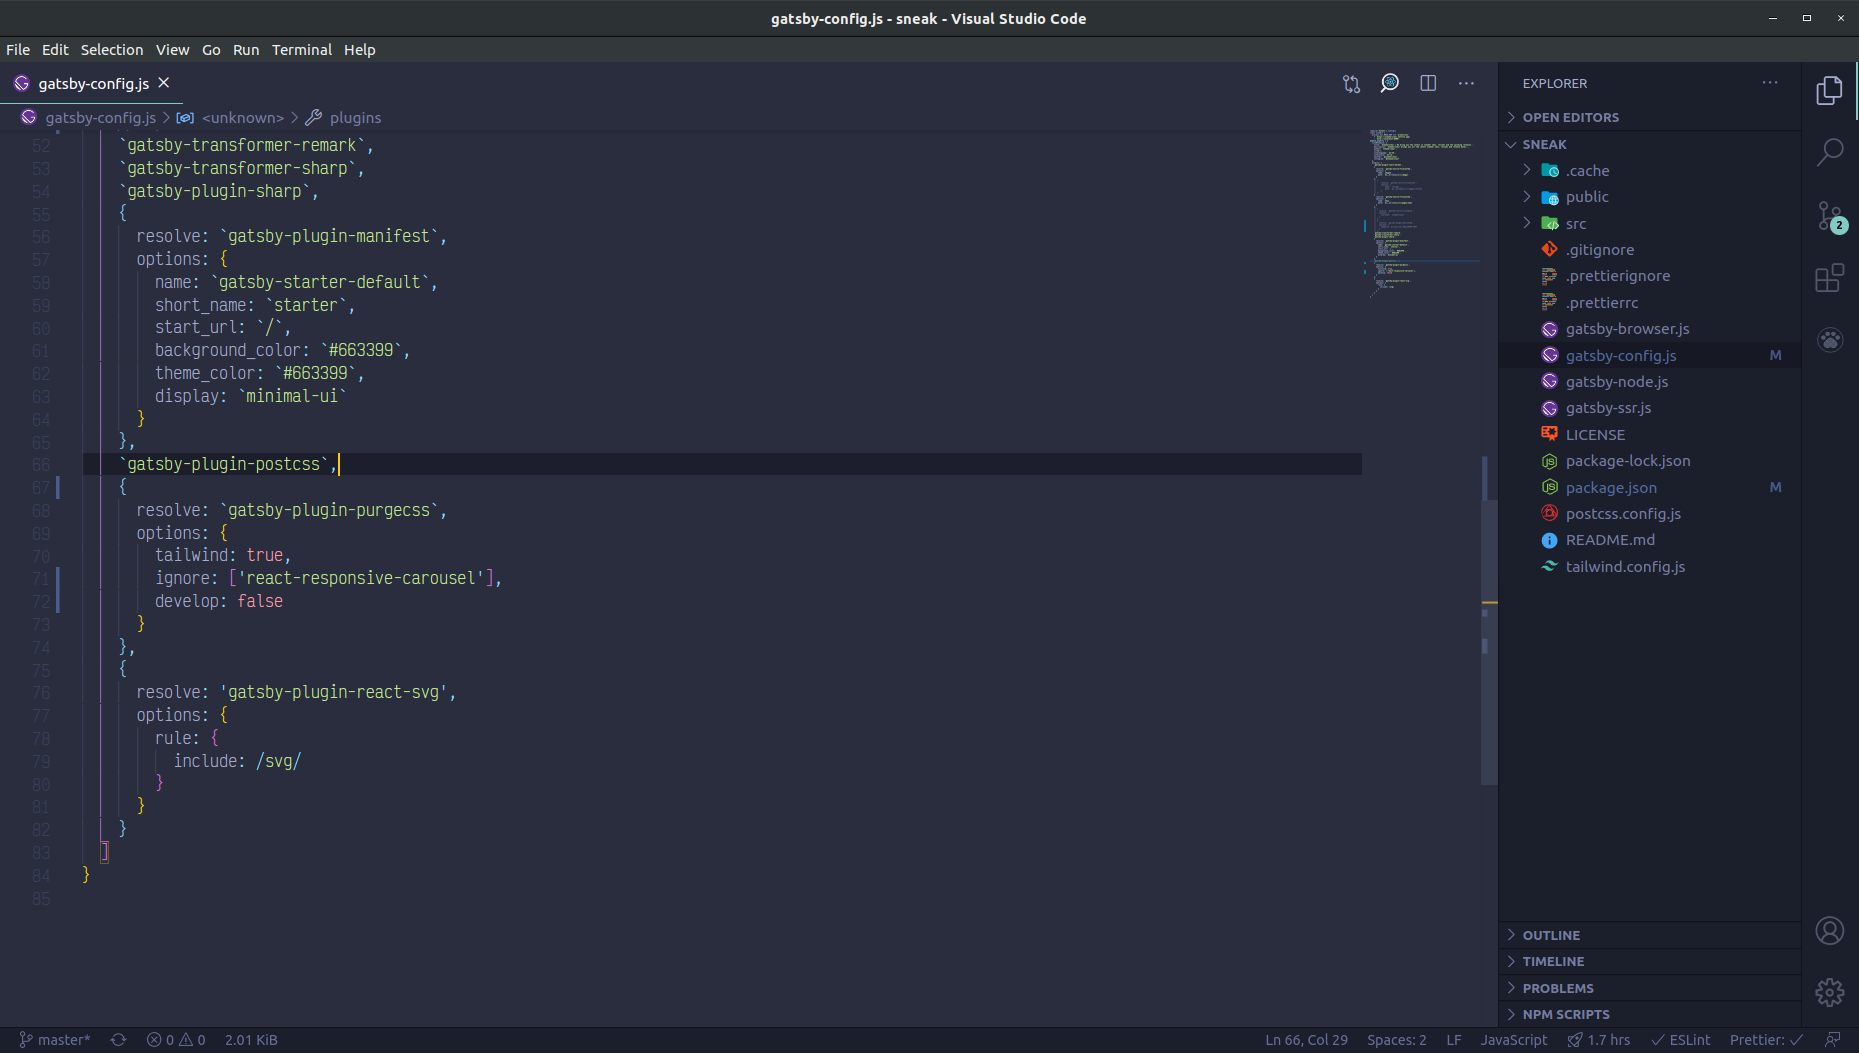 gatsby-config.js - sneak - Visual Studio Code
File Edit Selection View Go Run Terminal Help
gatsby-config.js
gatsby-config.js > <unknown> > plugins
52 `gatsby-transformer-remark`,
53 `gatsby-transformer-sharp`,
54 `gatsby-plugin-sharp`,
55 {
56 resolve: `gatsby-plugin-manifest`,
57 options: {
58 name: `gatsby-starter-default`,
59 short_name: `starter`,
60 start_url: `/`,
61 background_color: `#663399`,
62 theme_color: `#663399`,
63 display: `minimal-ui`
64 }
65 },
66 `gatsby-plugin-postcss`,
67 {
68 resolve: `gatsby-plugin-purgecss`,
69 options: {
70 tailwind: true,
71 ignore: ['react-responsive-carousel'],
72 develop: false
73 }
74 },
75 {
76 resolve: 'gatsby-plugin-react-svg',
77 options: {
78 rule: {
79 include: /svg/
80 }
81 }
82 }
83 ]
84 }
85
EXPLORER
OPEN EDITORS
SNEAK
.cache
public
src
.gitignore
.prettierignore
.prettierrc
gatsby-browser.js
gatsby-config.js M
gatsby-node.js
gatsby-ssr.js
LICENSE
package-lock.json
package.json M
postcss.config.js
README.md
tailwind.config.js
OUTLINE
TIMELINE
PROBLEMS
NPM SCRIPTS
2
master* 0 0 2.01 KiB Ln 66, Col 29 Spaces: 2 LF JavaScript 1.7 hrs ESLint Prettier: